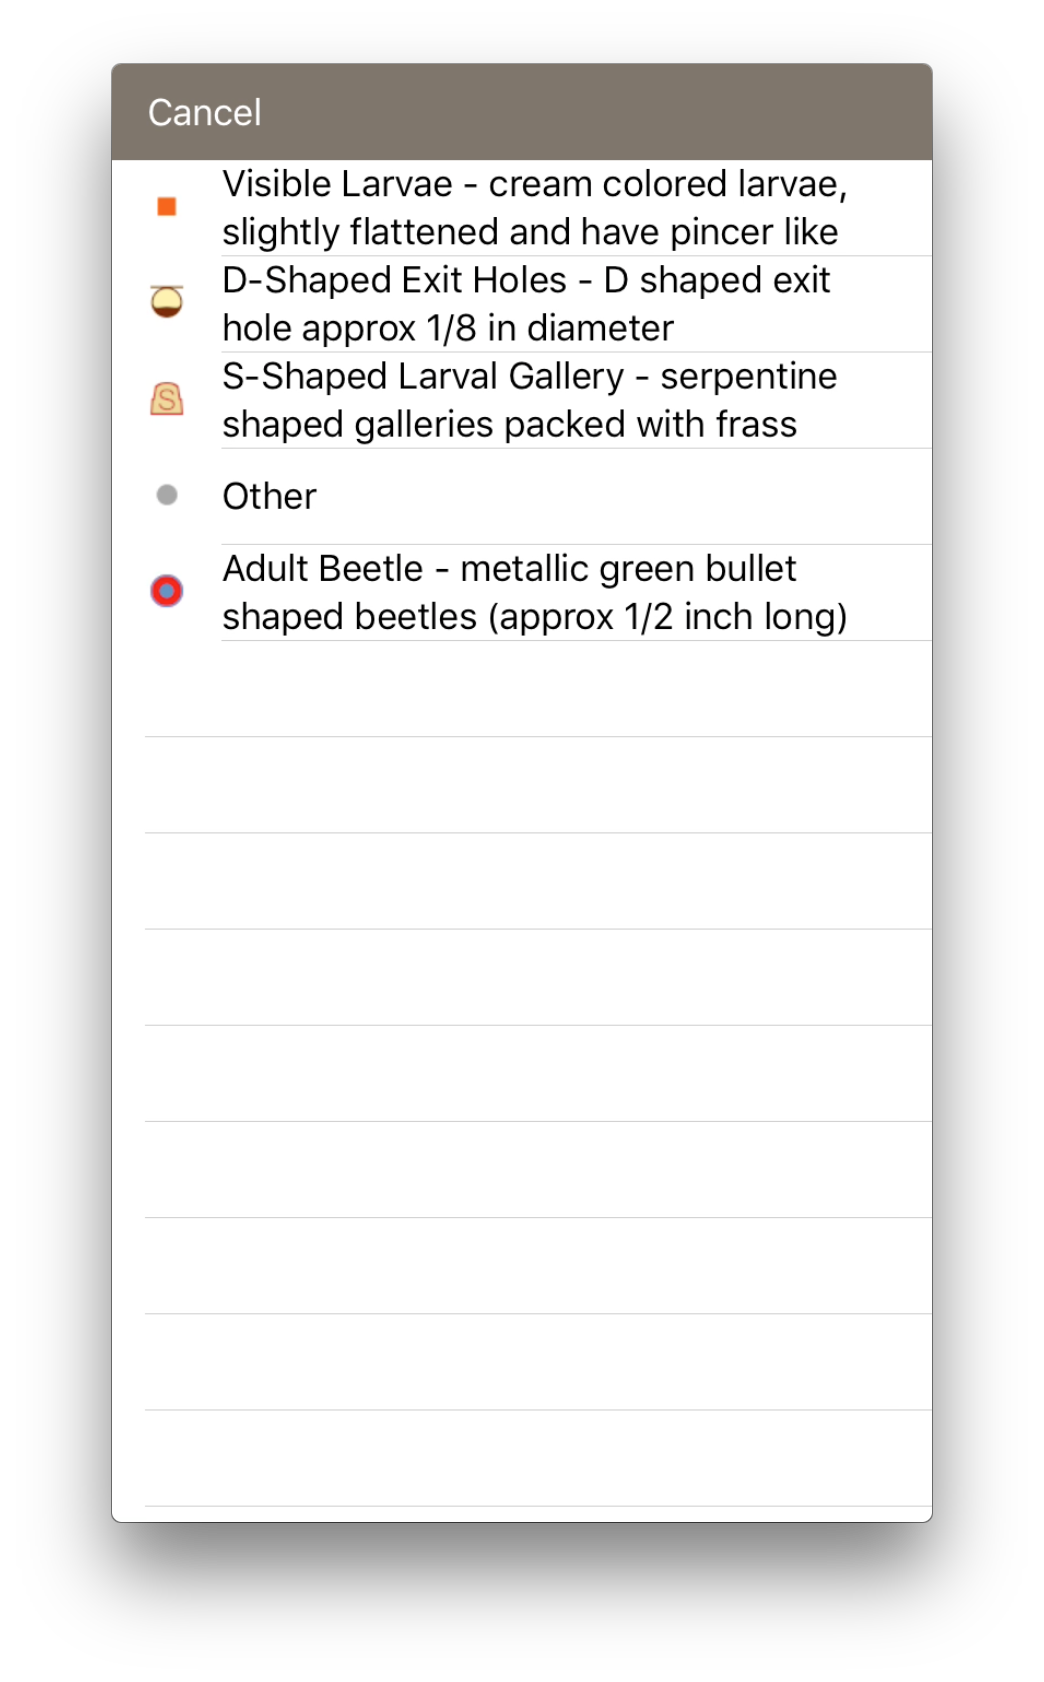 Cancel
Visible Larvae - cream colored larvae,
slightly flattened and have pincer like
D-Shaped Exit Holes - D shaped exit
hole approx 1/8 in diameter
S
S-Shaped Larval Gallery - serpentine
shaped galleries packed with frass
Other
Adult Beetle - metallic green bullet
shaped beetles (approx 1/2 inch long)